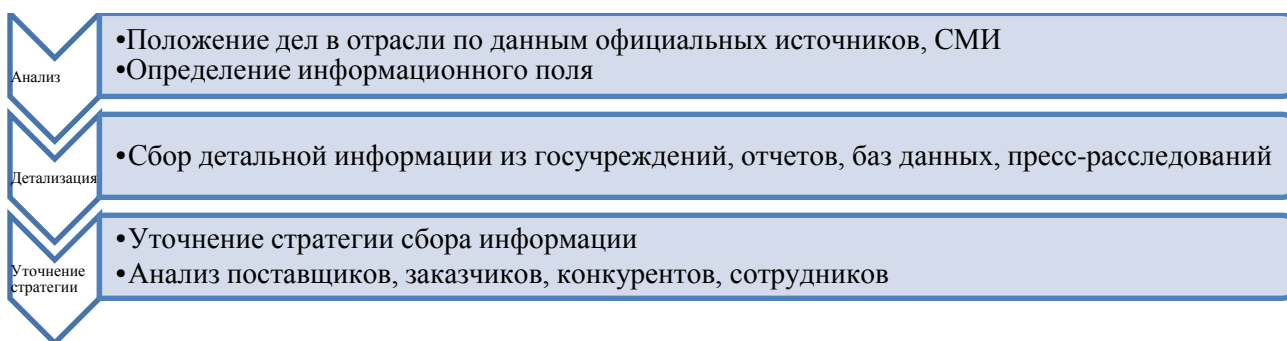 Анализ
•Положение дел в отрасли по данным официальных источников, СМИ
•Определение информационного поля
Детализация
•Сбор детальной информации из госучреждений, отчетов, баз данных, пресс-расследований
Уточнение
стратегии
•Уточнение стратегии сбора информации
•Анализ поставщиков, заказчиков, конкурентов, сотрудников